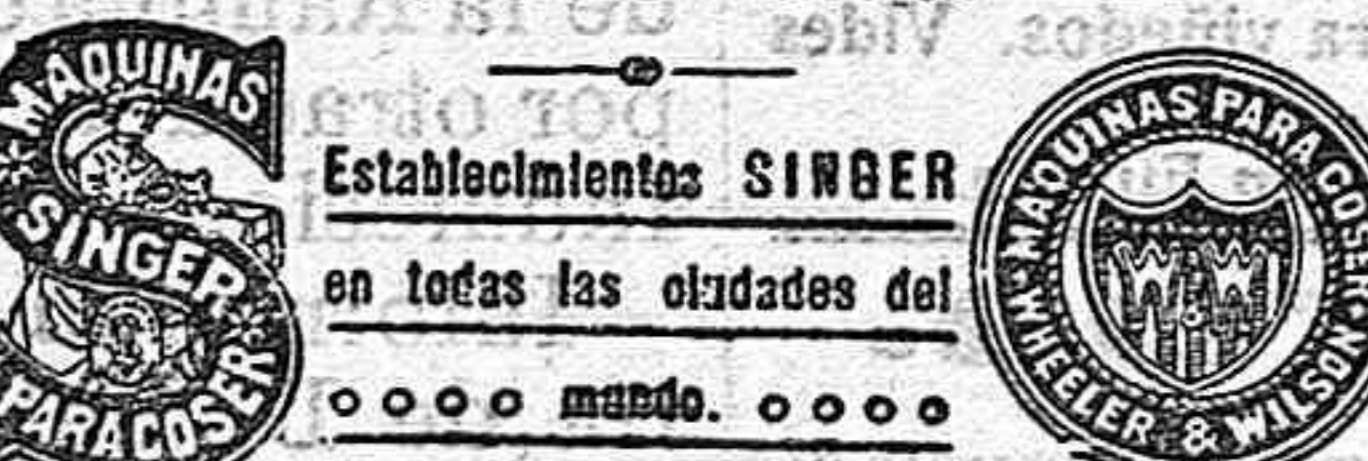 MAQUINAS
SINGER
PARA COSER
Establecimientos SINGER
en todas las ciudades del
o o o o mundo. o o o o
MAQUINAS PARA COSER
WHEELER & WILSON